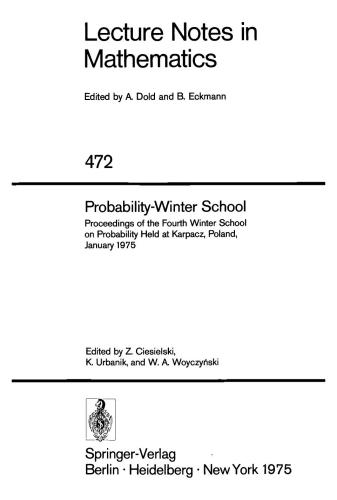 Lecture Notes in
Mathematics
Edited by A. Dold and B. Eckmann
472
Probability-Winter School
Proceedings of the Fourth Winter School
on Probability Held at Karpacz, Poland,
January 1975
Edited by Z. Ciesielski,
K. Urbanik, and W. A. Woyczyński
Springer-Verlag
Berlin · Heidelberg · New York 1975